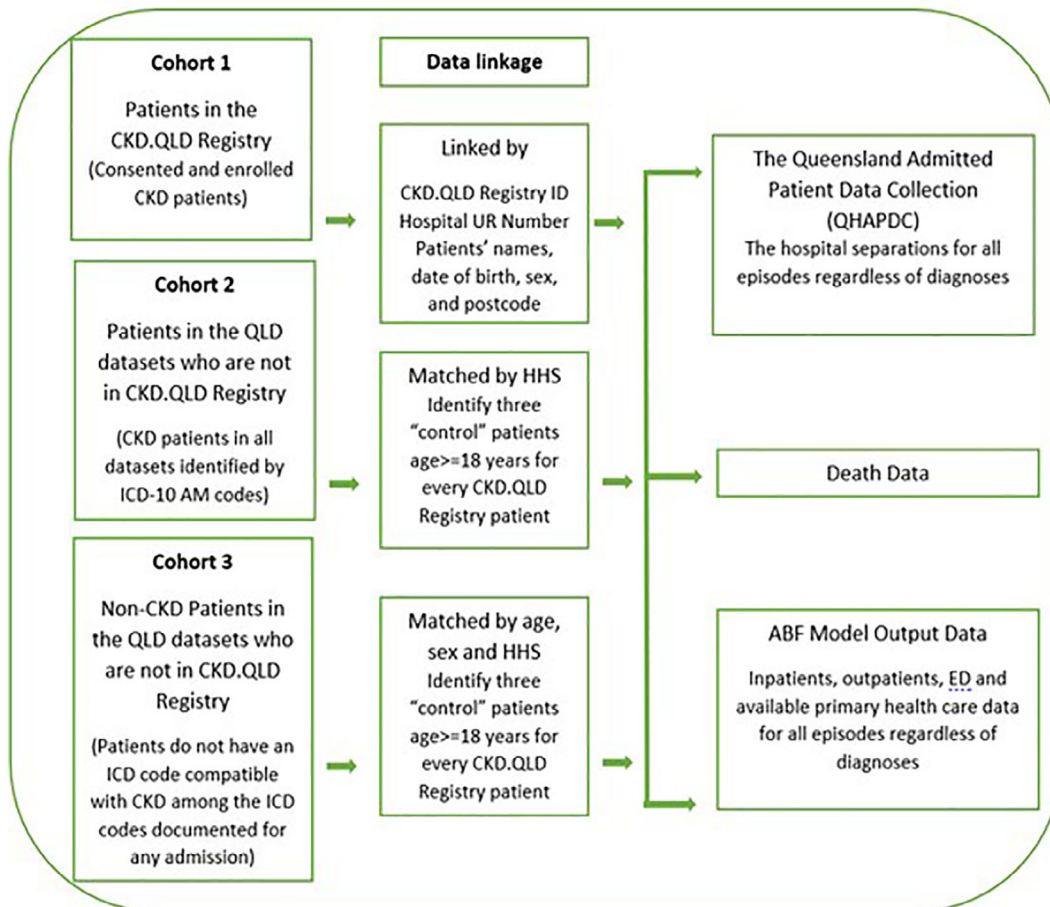 Cohort 1
Patients in the
CKD.QLD Registry
(Consented and enrolled
CKD patients)
Cohort 2
Patients in the QLD
datasets who are not
in CKD.QLD Registry
(CKD patients in all
datasets identified by
ICD-10 AM codes)
Cohort 3
Non-CKD Patients in
the QLD datasets who
are not in CKD.QLD
Registry
(Patients do not have an
ICD code compatible
with CKD among the ICD
codes documented for
any admission)
Data linkage
Linked by
CKD.QLD Registry ID
Hospital UR Number
Patients’ names,
date of birth, sex,
and postcode
Matched by HHS
Identify three
“control” patients
age>=18 years for
every CKD.QLD
Registry patient
Matched by age,
sex and HHS
Identify three
“control” patients
age>=18 years for
every CKD.QLD
Registry patient
The Queensland Admitted
Patient Data Collection
(QHAPDC)
The hospital separations for all
episodes regardless of diagnoses
Death Data
ABF Model Output Data
Inpatients, outpatients, ED and
available primary health care data
for all episodes regardless of
diagnoses